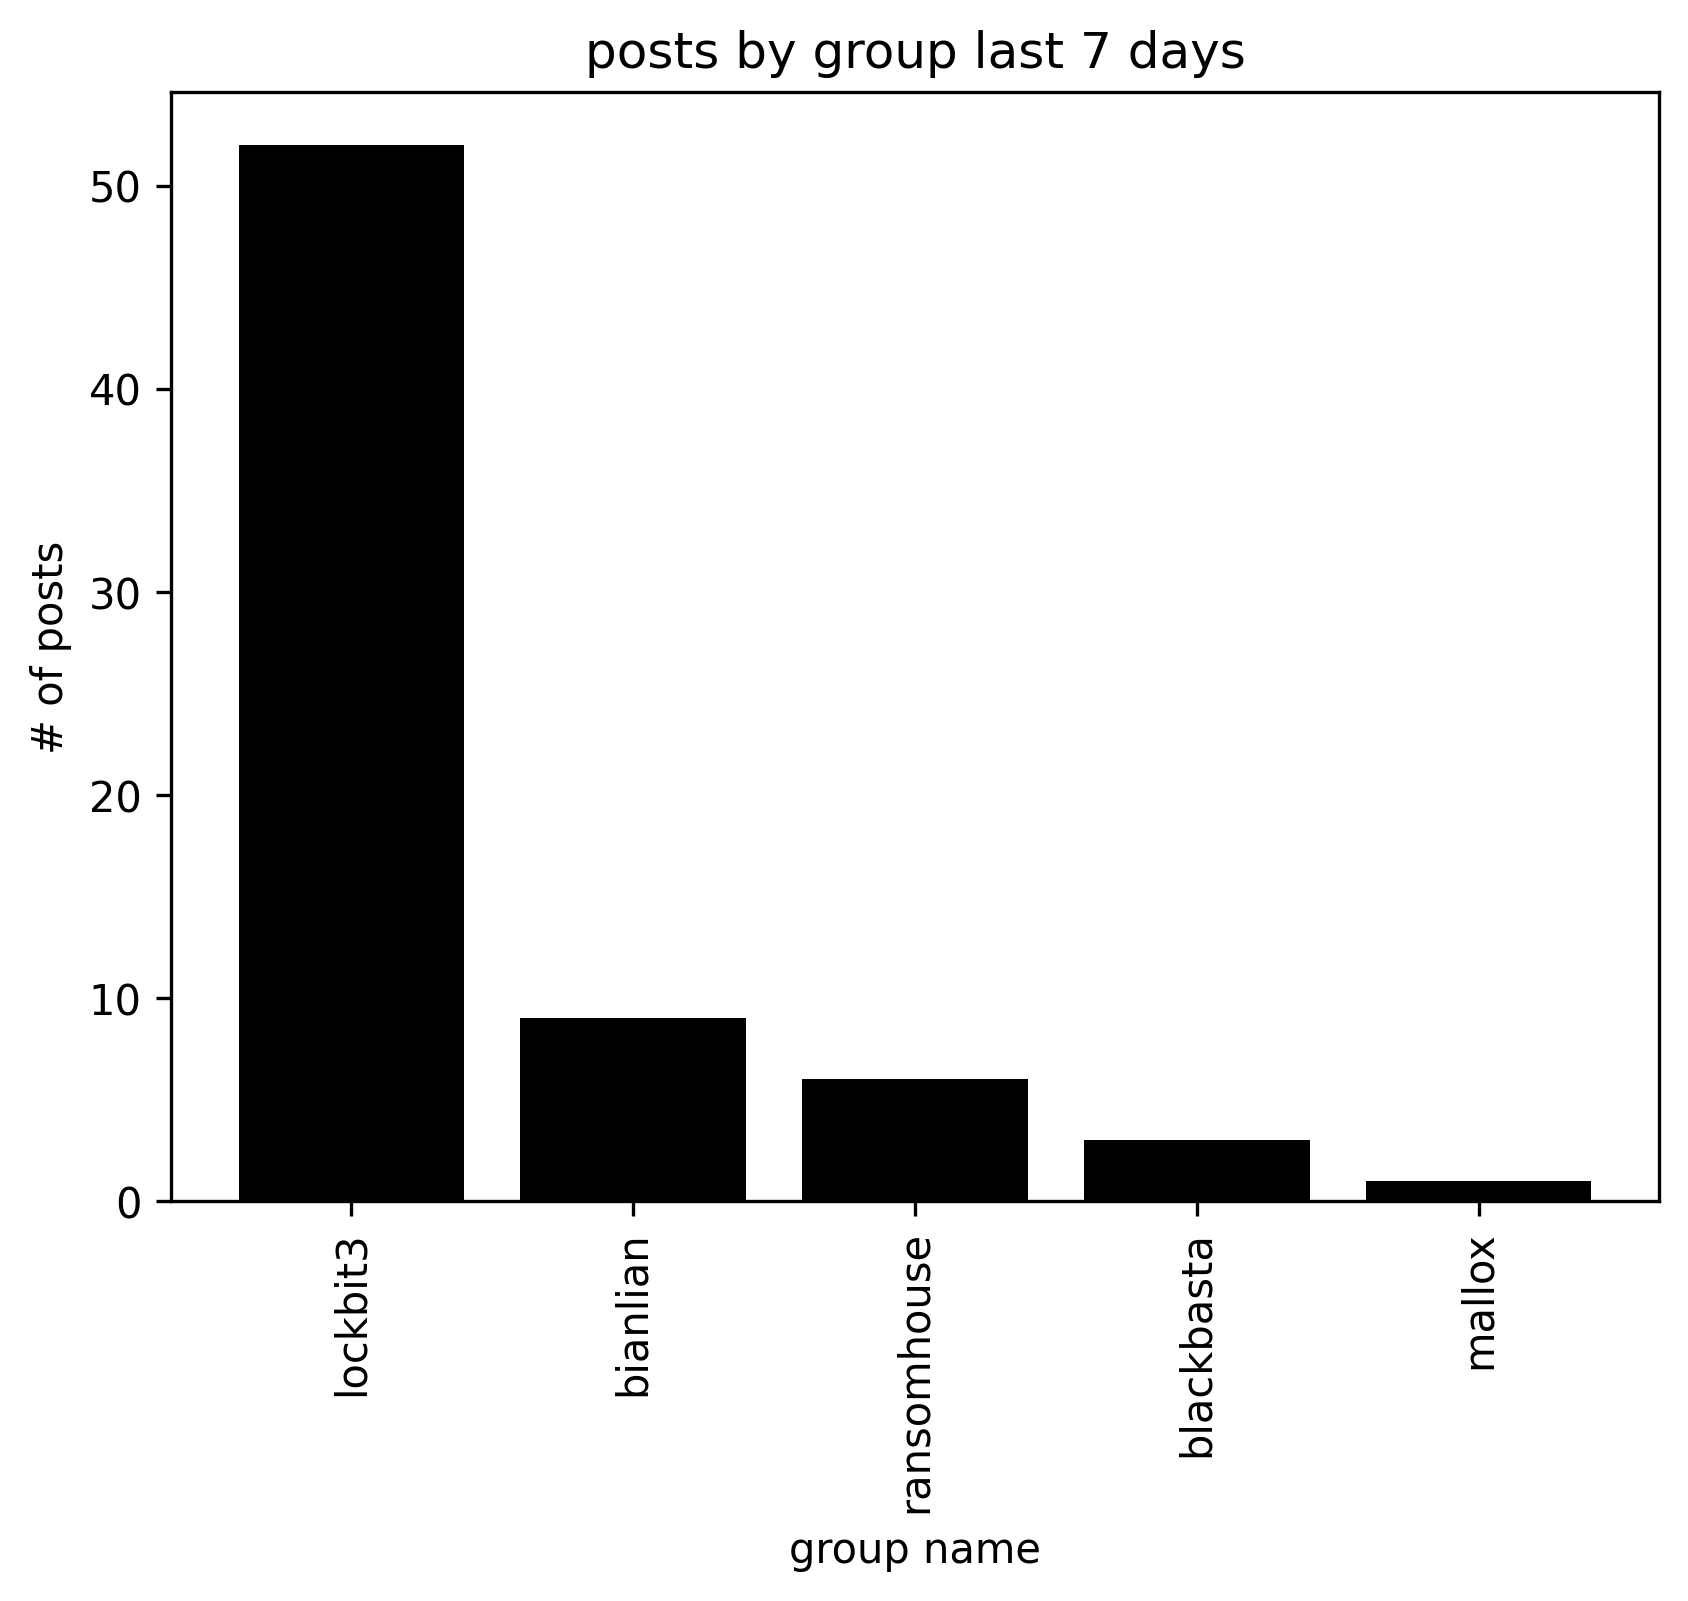 posts by group last 7 days
50
40
30
20
10
0
# of posts
lockbit3
bianlian
ransomhouse
blackbasta
mallox
group name